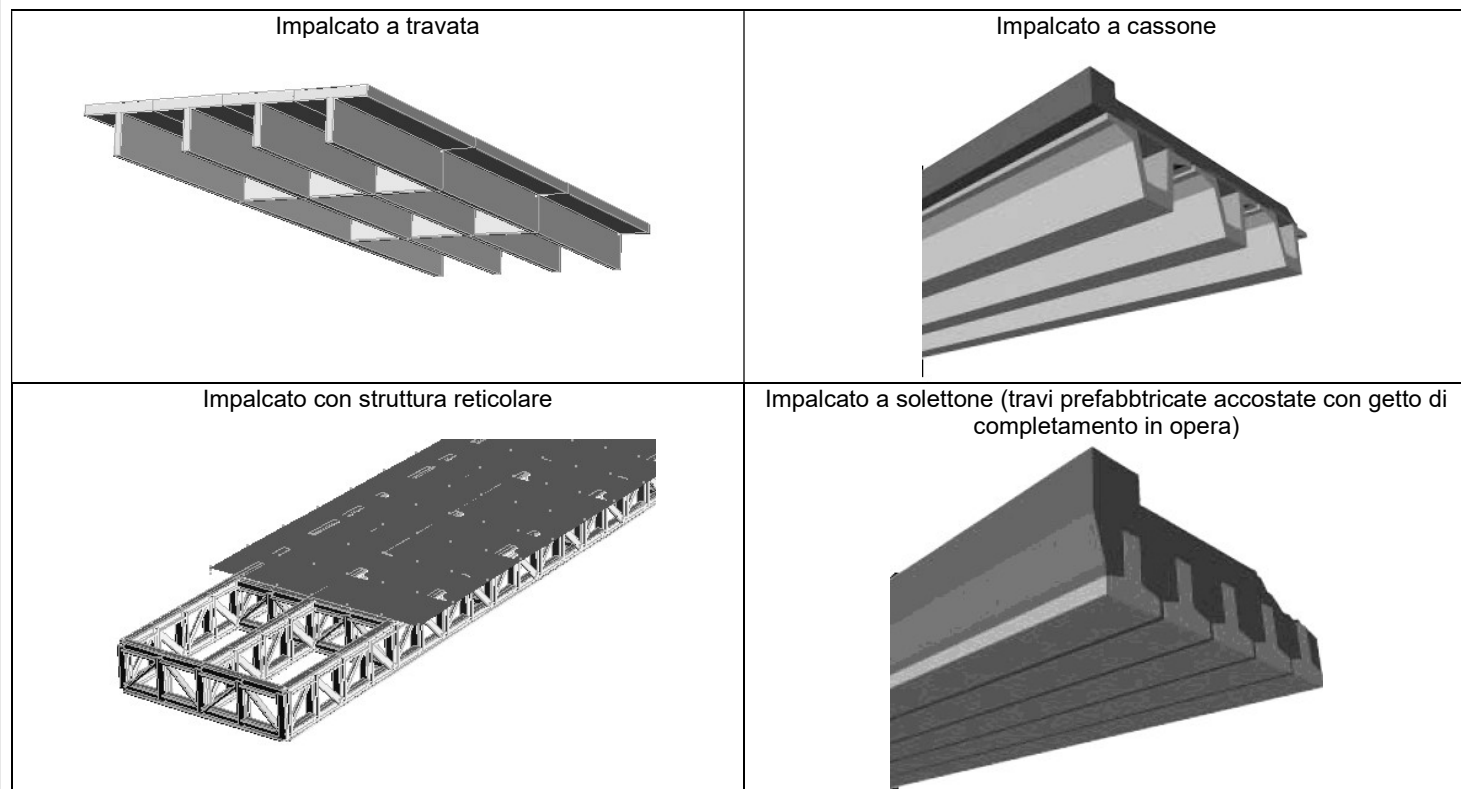 Impalcato a travata
Impalcato a cassone
Impalcato con struttura reticolare
Impalcato a solettone (travi prefabbtricate accostate con getto di
completamento in opera)